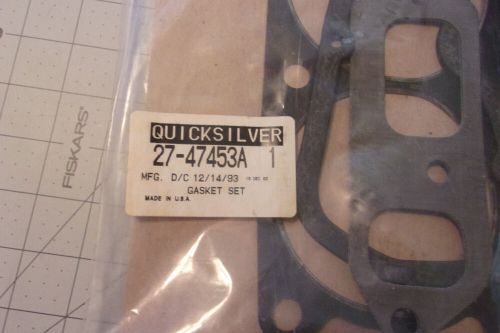 QUICKSILVER
27-47453A 1
MFG. D/C 12/14/93
GASKET SET
MADE IN U.S.A.
FISKARS